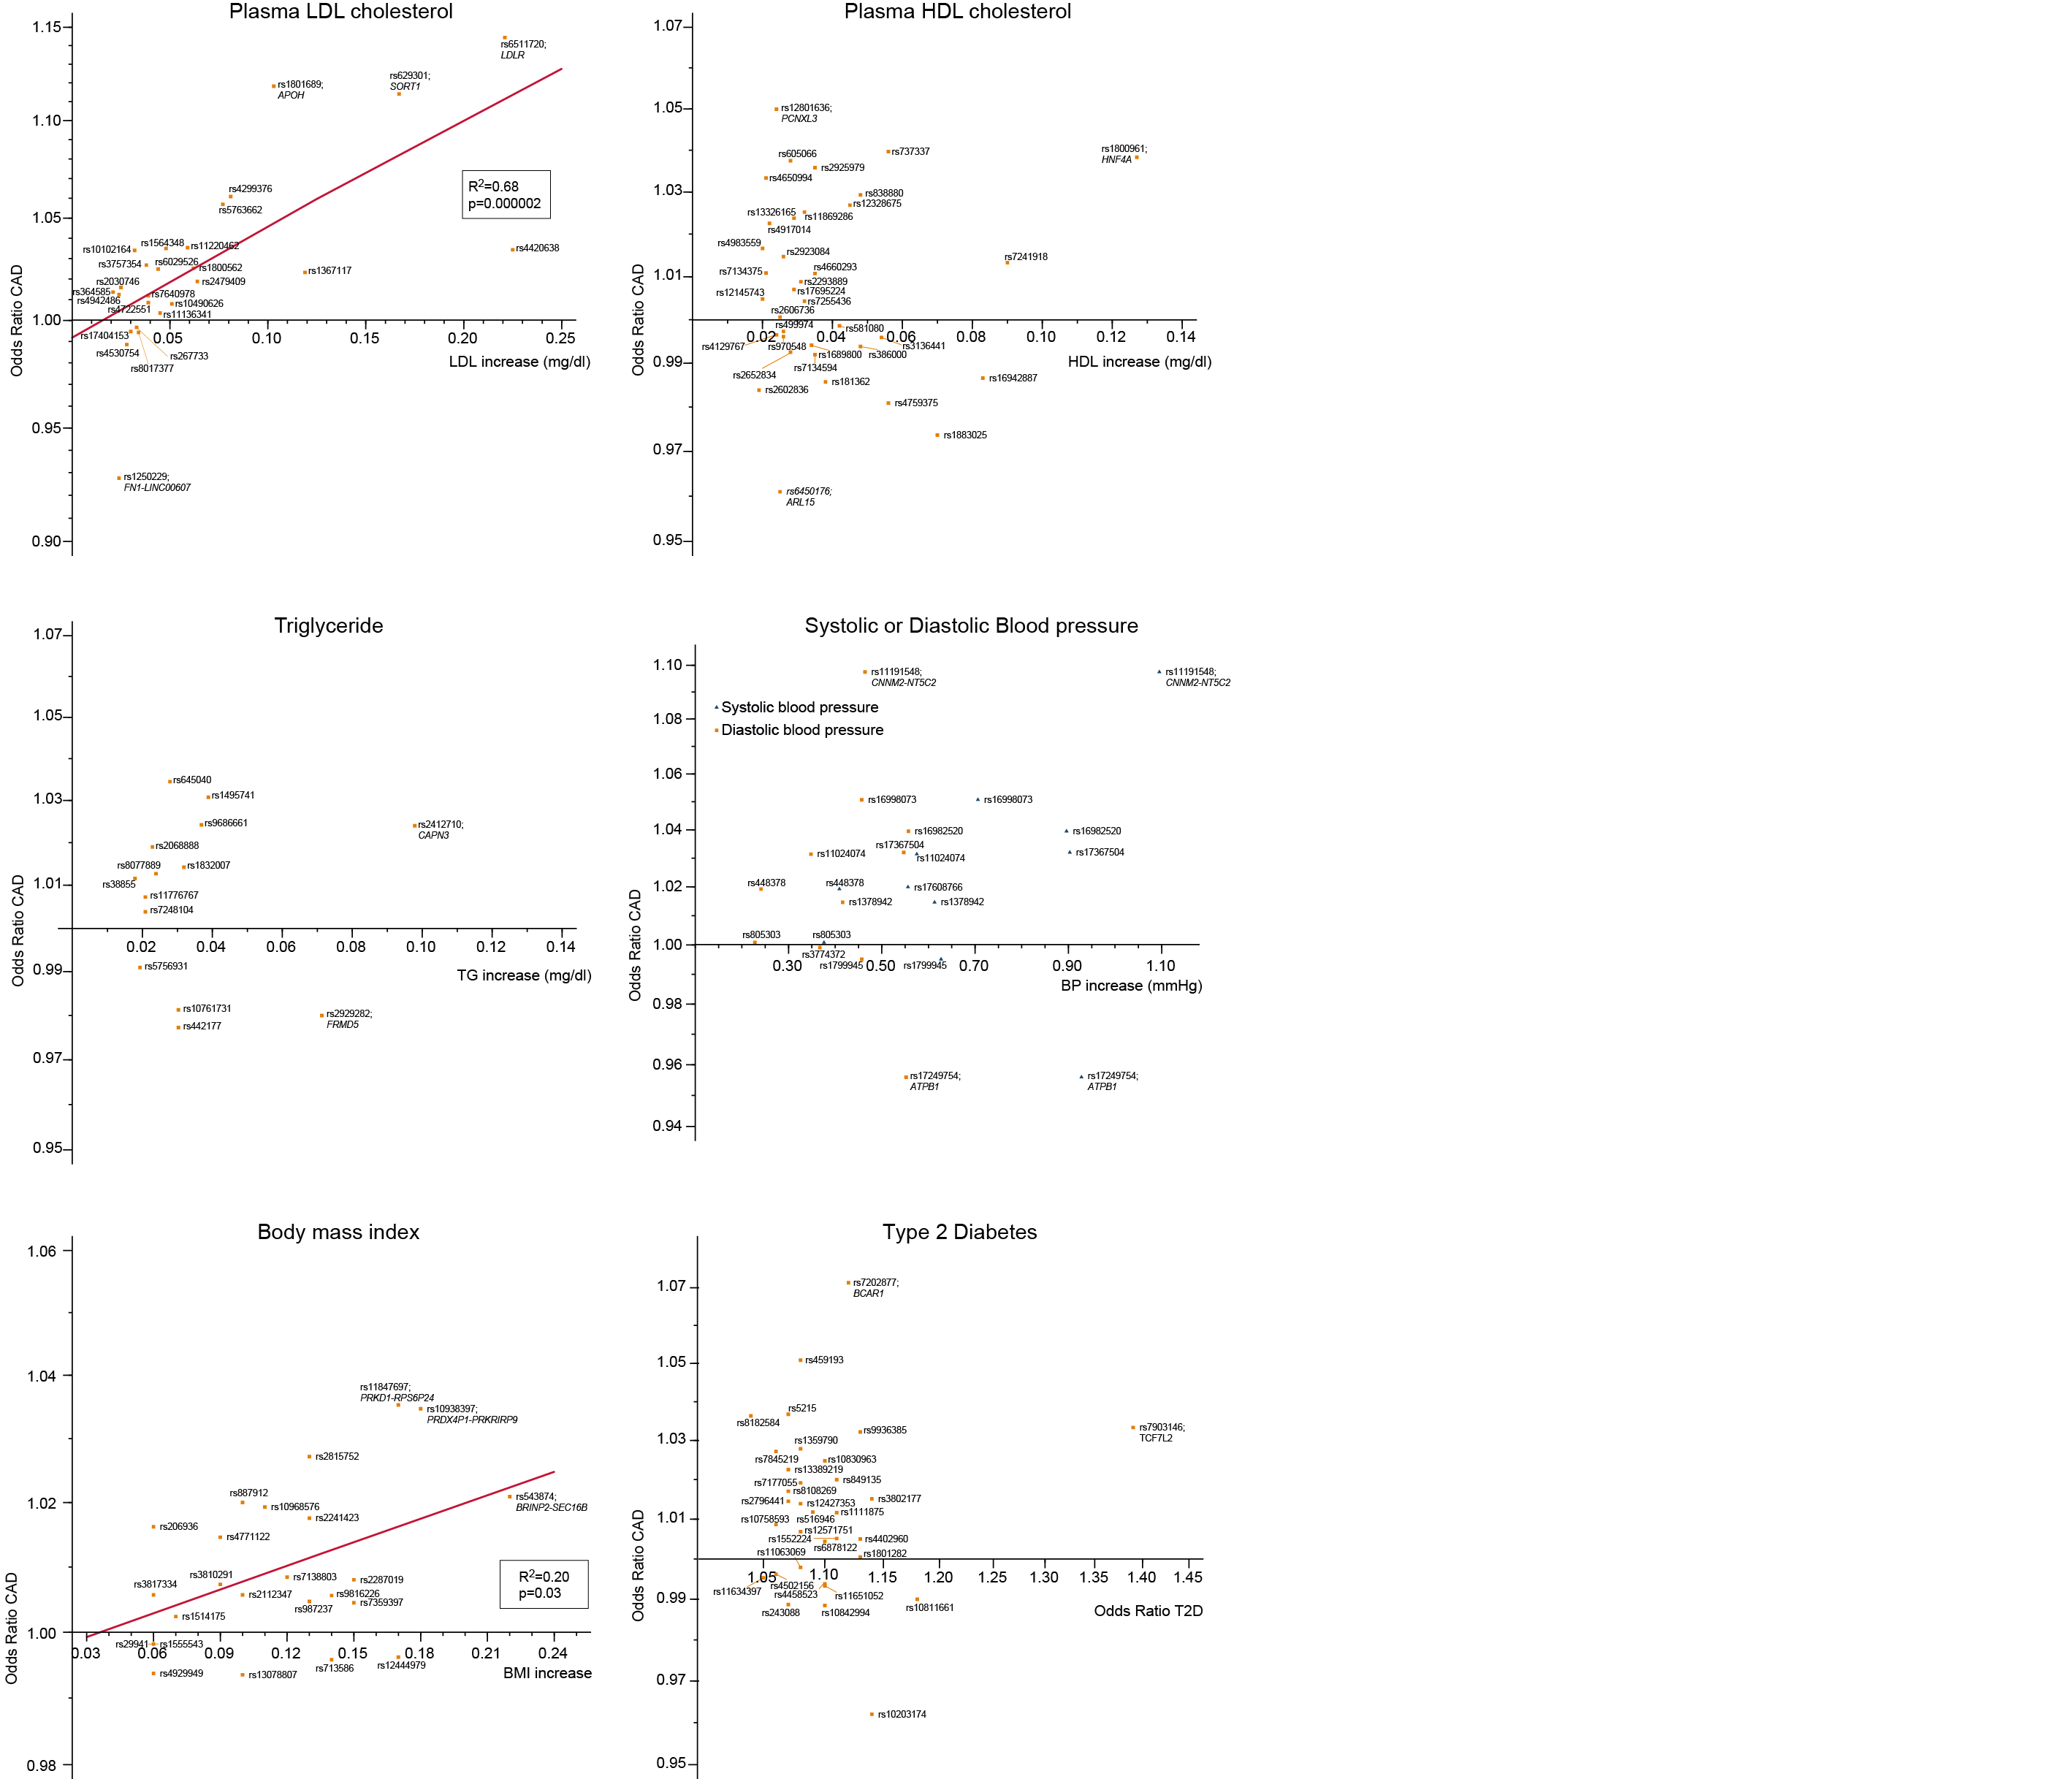 Plasma LDL cholesterol
1.15
1.10
1.05
1.00
0.95
0.90
Odds Ratio CAD
rs6511720;
LDLR
rs629301;
SORT1
rs1801689;
APOH
R2=0.68
p=0.000002
rs4299376
rs5763662
rs10102164
rs1564348
rs11220462
rs4420638
rs3757354
rs6029526
rs1800562
rs1367117
rs2030746
rs2479409
rs364585
rs7640978
rs4942486
rs10490626
rs4722551
rs11136341
rs17404153
rs4530754
rs267733
rs8017377
0.05
0.10
0.15
0.20
0.25
LDL increase (mg/dl)
rs1250229;
FN1-LINC00607
Plasma HDL cholesterol
1.07
1.05
1.03
1.01
0.99
0.97
0.95
Odds Ratio CAD
rs12801636;
PCNXL3
rs605066
rs737337
rs1800961;
HNF4A
rs2925979
rs4650994
rs838880
rs12328675
rs13326165
rs11869286
rs4917014
rs4983559
rs2923084
rs7241918
rs7134375
rs4660293
rs2293889
rs12145743
rs17695224
rs7255436
rs2606736
rs499974
rs581080
rs4129767
rs970548
rs3136441
rs1689800
rs386000
rs7134594
rs2652834
rs181362
rs16942887
rs2602836
rs4759375
rs1883025
rs6450176;
ARL15
0.02
0.04
0.06
0.08
0.10
0.12
0.14
HDL increase (mg/dl)
Triglyceride
1.07
1.05
1.03
1.01
0.99
0.97
0.95
Odds Ratio CAD
rs645040
rs1495741
rs9686661
rs2412710;
CAPN3
rs2068888
rs8077889
rs1832007
rs38855
rs11776767
rs7248104
0.02
0.04
0.06
0.08
0.10
0.12
0.14
TG increase (mg/dl)
rs5756931
rs10761731
rs442177
rs2929282;
FRMD5
Systolic or Diastolic Blood pressure
1.10
1.08
1.06
1.04
1.02
1.00
0.98
0.96
0.94
Odds Ratio CAD
rs11191548;
CNNM2-NT5C2
rs11191548;
CNNM2-NT5C2
Systolic blood pressure
Diastolic blood pressure
rs16998073
rs16998073
rs16982520
rs16982520
rs17367504
rs17367504
rs11024074
rs11024074
rs448378
rs448378
rs17608766
rs1378942
rs1378942
rs805303
rs805303
rs3774372
rs1799945
rs1799945
0.30
0.50
0.70
0.90
1.10
BP increase (mmHg)
rs17249754;
ATPB1
rs17249754;
ATPB1
Body mass index
1.06
1.04
1.02
1.00
0.98
Odds Ratio CAD
rs11847697;
PRKD1-RPS6P24
rs10938397;
PRDX4P1-PRKRIRP9
rs2815752
rs543874;
BRINP2-SEC16B
rs887912
rs10968576
rs2241423
rs206936
rs4771122
R2=0.20
p=0.03
rs3810291
rs7138803
rs2287019
rs3817334
rs2112347
rs9816226
rs987237
rs7359397
rs1514175
rs29941
rs1555543
0.03
0.06
0.09
0.12
0.15
0.18
0.21
0.24
BMI increase
rs4929949
rs13078807
rs713586
rs12444979
Type 2 Diabetes
1.07
1.05
1.03
1.01
0.99
0.97
0.95
Odds Ratio CAD
rs7202877;
BCAR1
rs459193
rs5215
rs8182584
rs9936385
rs7903146;
TCF7L2
rs1359790
rs7845219
rs10830963
rs13389219
rs7177055
rs849135
rs8108269
rs2796441
rs12427353
rs3802177
rs516946
rs1111875
rs10758593
rs12571751
rs1552224
rs4402960
rs6878122
rs11063069
rs1801282
1.05
1.10
1.15
1.20
1.25
1.30
1.35
1.40
1.45
rs11634397
rs4502156
rs4458523
rs11651052
rs243088
rs10842994
rs10811661
Odds Ratio T2D
rs10203174